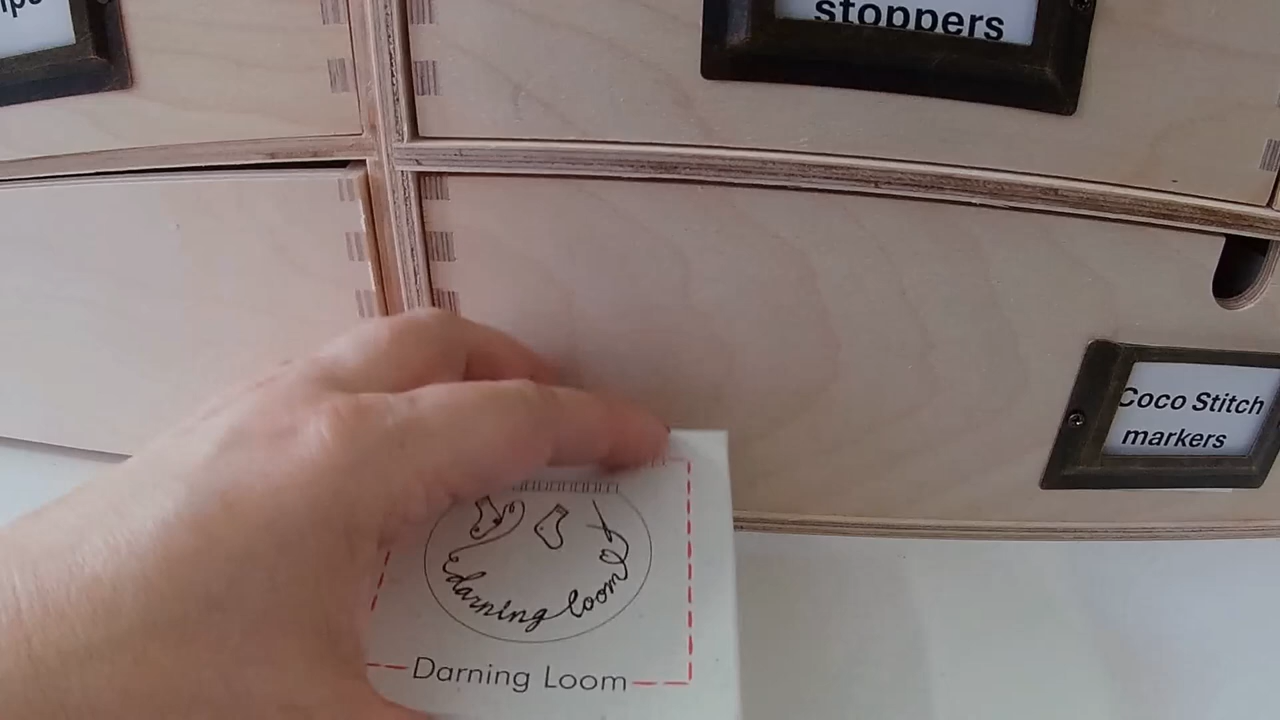 stoppers
Coco Stitch
markers
darning loom
Darning Loom